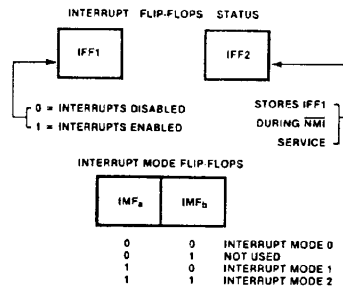 INTERRUPT FLIP-FLOPS STATUS
IFF1 IFF2
0 = INTERRUPTS DISABLED
1 = INTERRUPTS ENABLED
STORES IFF1
DURING NMI
SERVICE
INTERRUPT MODE FLIP-FLOPS
IMFa IMFb
0 0 INTERRUPT MODE 0
0 1 NOT USED
1 0 INTERRUPT MODE 1
1 1 INTERRUPT MODE 2